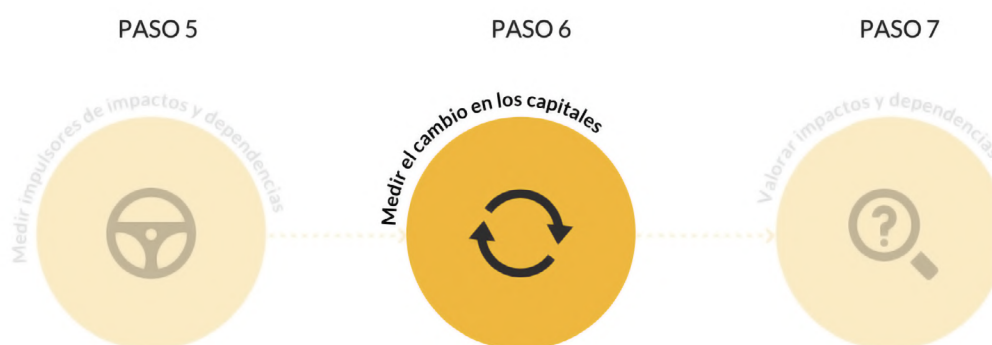 PASO 5
PASO 6
PASO 7
Medir impulsores de impactos y dependencias
Medir el cambio en los capitales
Valorar impactos y dependencias
?